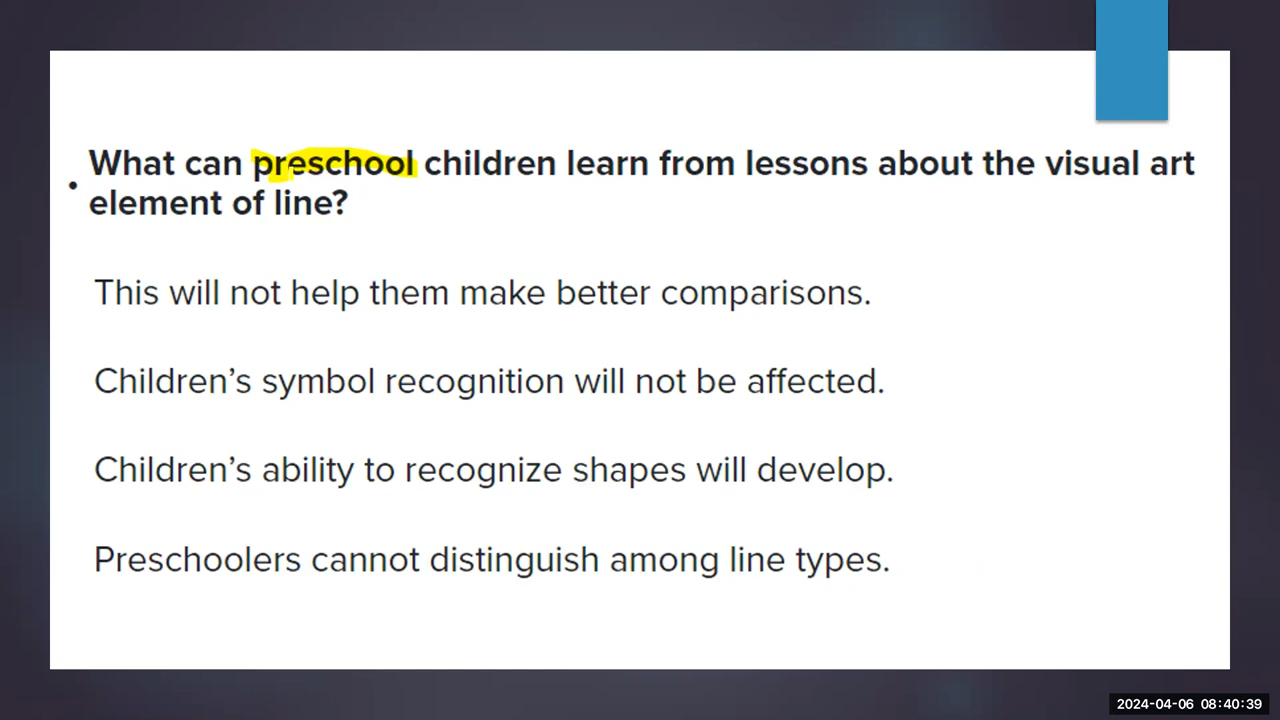 What can preschool children learn from lessons about the visual art
• element of line?
This will not help them make better comparisons.
Children’s symbol recognition will not be affected.
Children’s ability to recognize shapes will develop.
Preschoolers cannot distinguish among line types.
2024-04-06 08:40:39